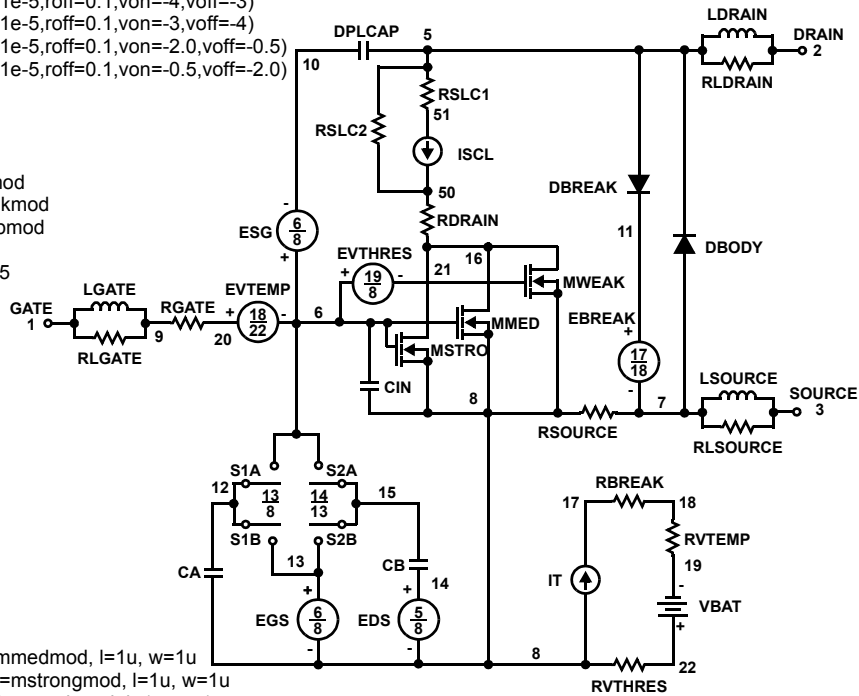 1e-5,roff=0.1,von=-4,voff=-3)
1e-5,roff=0.1,von=-3,voff=-4)
1e-5,roff=0.1,von=-2.0,voff=-0.5)
1e-5,roff=0.1,von=-0.5,voff=-2.0)
LDRAIN
DPLCAP
5
DRAIN
2
10
RLDRAIN
RSLC1
51
RSLC2
ISCL
50
DBREAK
RDRAIN
ESG
-
6
8
+
11
DBODY
EVTHRES
+
19
8
-
21
16
MWEAK
LGATE
GATE
1
RLGATE
9
RGATE
20
EVTEMP
+
18
22
-
6
MMED
MSTRO
EBREAK
+
17
18
-
CIN
8
7
LSOURCE
SOURCE
3
RSOURCE
RLSOURCE
S1A
S2A
12
13
8
14
13
15
S1B
S2B
13
CA
CB
14
+
+
EGS
6
8
-
EDS
5
8
-
RBREAK
17
18
RVTEMP
19
IT
-
VBAT
+
8
22
RVTHRES
mmedmod, l=1u, w=1u
=mstrongmod, l=1u, w=1u